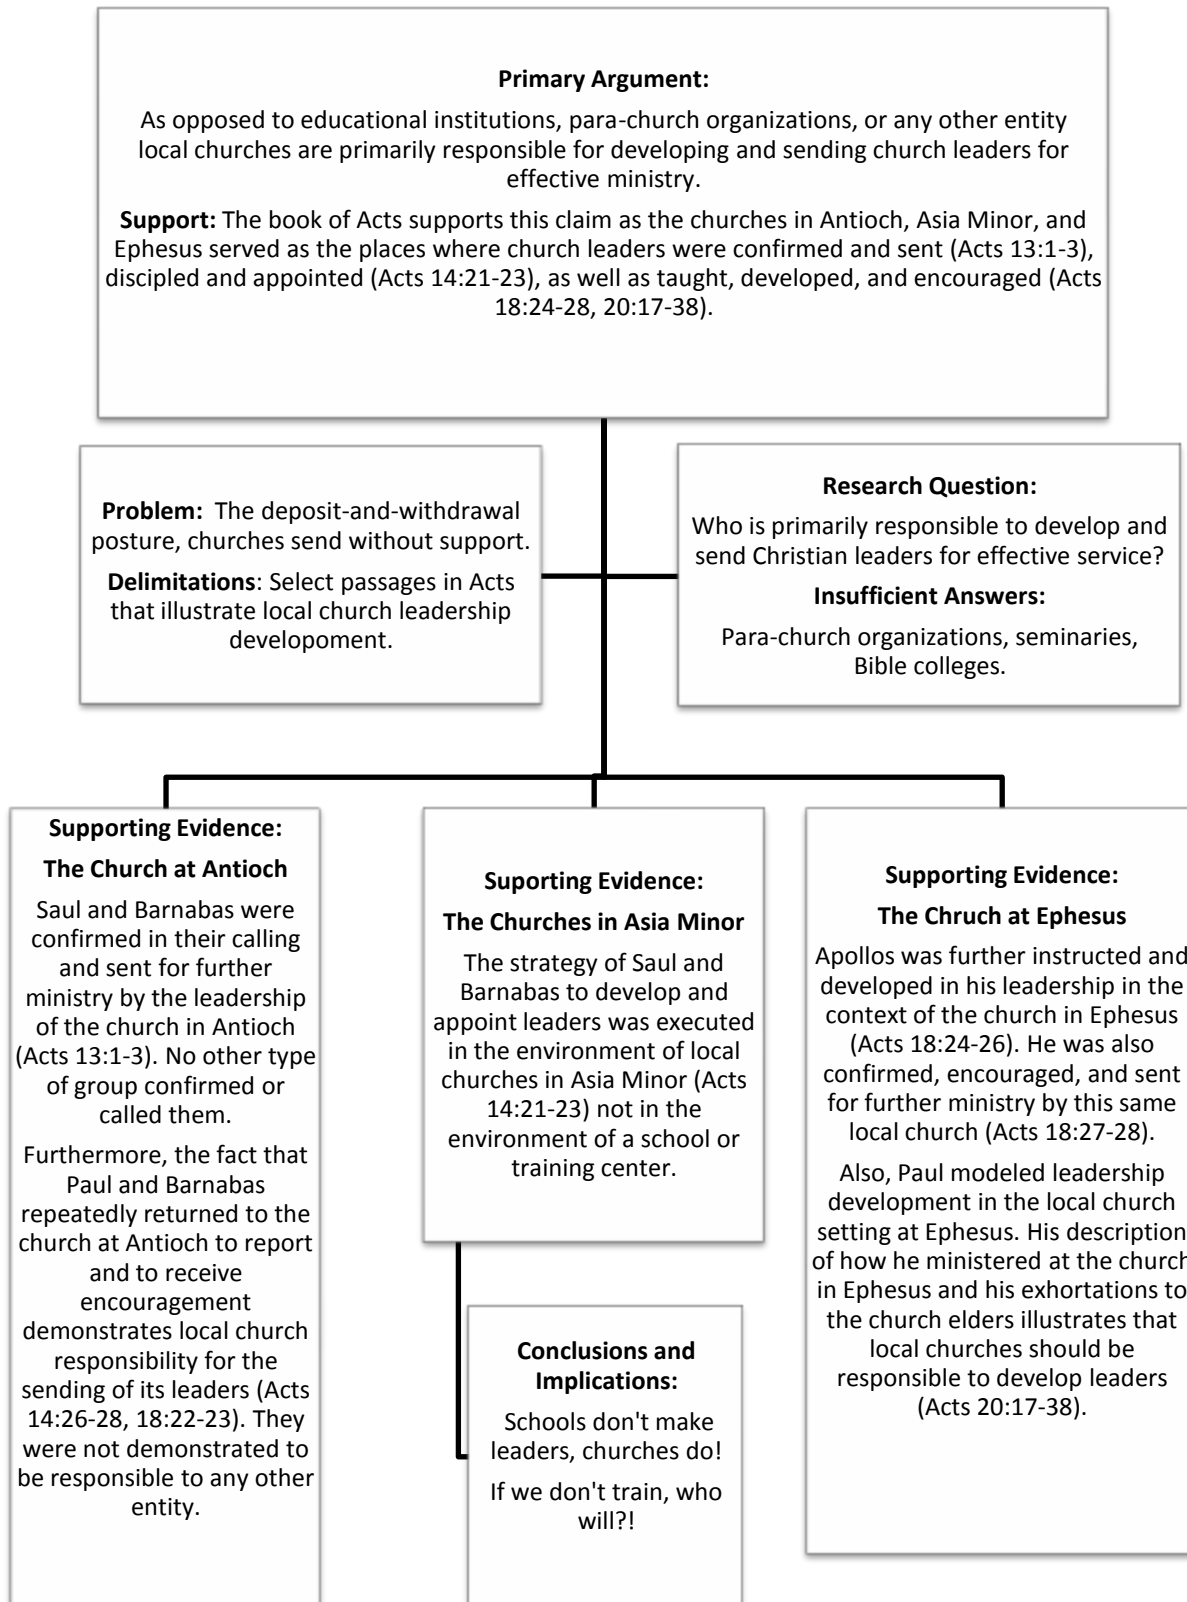 Primary Argument:
As opposed to educational institutions, para-church organizations, or any other entity
local churches are primarily responsible for developing and sending church leaders for
effective ministry.
Support: The book of Acts supports this claim as the churches in Antioch, Asia Minor, and
Ephesus served as the places where church leaders were confirmed and sent (Acts 13:1-3),
discipled and appointed (Acts 14:21-23), as well as taught, developed, and encouraged (Acts
18:24-28, 20:17-38).
Problem: The deposit-and-withdrawal
posture, churches send without support.
Delimitations: Select passages in Acts
that illustrate local church leadership
developoment.
Research Question:
Who is primarily responsible to develop and
send Christian leaders for effective service?
Insufficient Answers:
Para-church organizations, seminaries,
Bible colleges.
Supporting Evidence:
The Church at Antioch
Saul and Barnabas were
confirmed in their calling
and sent for further
ministry by the leadership
of the church in Antioch
(Acts 13:1-3). No other type
of group confirmed or
called them.
Furthermore, the fact that
Paul and Barnabas
repeatedly returned to the
church at Antioch to report
and to receive
encouragement
demonstrates local church
responsibility for the
sending of its leaders (Acts
14:26-28, 18:22-23). They
were not demonstrated to
be responsible to any other
entity.
Suporting Evidence:
The Churches in Asia Minor
The strategy of Saul and
Barnabas to develop and
appoint leaders was executed
in the environment of local
churches in Asia Minor (Acts
14:21-23) not in the
environment of a school or
training center.
Conclusions and
Implications:
Schools don't make
leaders, churches do!
If we don't train, who
will?!
Supporting Evidence:
The Chruch at Ephesus
Apollos was further instructed and
developed in his leadership in the
context of the church in Ephesus
(Acts 18:24-26). He was also
confirmed, encouraged, and sent
for further ministry by this same
local church (Acts 18:27-28).
Also, Paul modeled leadership
development in the local church
setting at Ephesus. His description
of how he ministered at the church
in Ephesus and his exhortations to
the church elders illustrates that
local churches should be
responsible to develop leaders
(Acts 20:17-38).